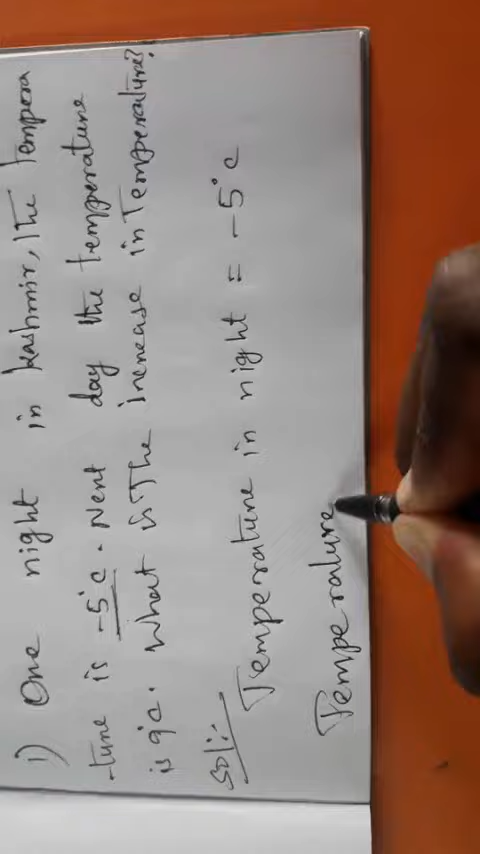 1) One night in kashmir, the tempera
-ture is -5°c. Next day the temperature
is 9°c. What is The increase in Temperature?
Sol:- Temperature in night = -5°c
Temperature